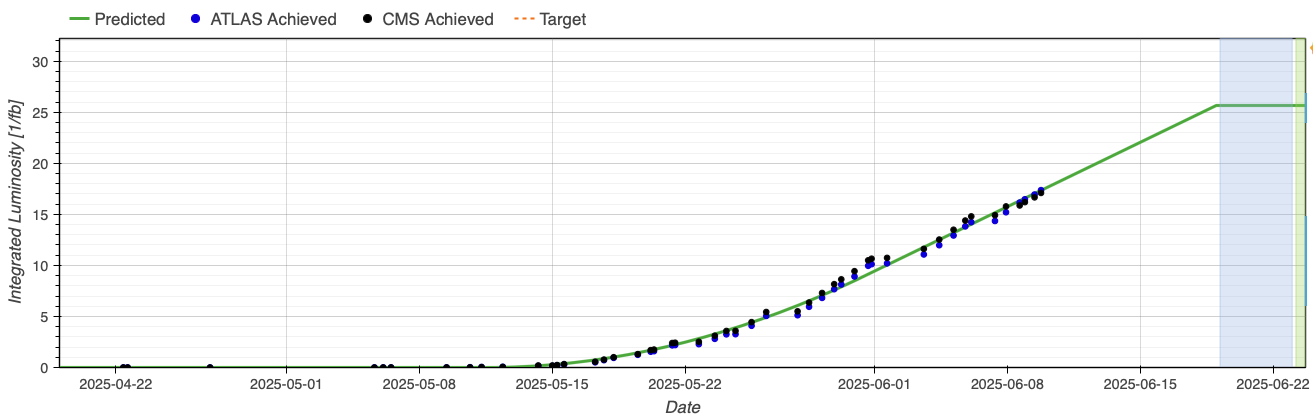 Predicted ATLAS Achieved CMS Achieved Target
Integrated Luminosity [1/fb]
30
25
20
15
10
5
0
2025-04-22 2025-05-01 2025-05-08 2025-05-15 2025-05-22 2025-06-01 2025-06-08 2025-06-15 2025-06-22
Date